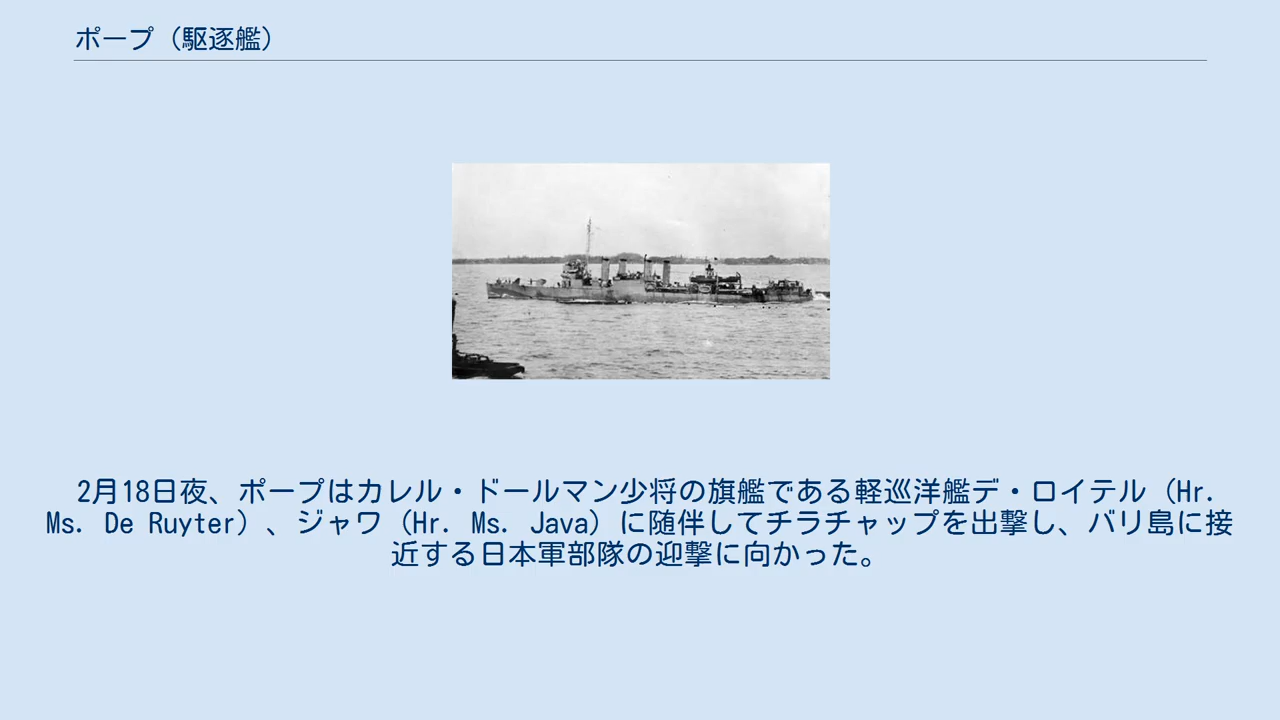 ポープ（駆逐艦）
2月18日夜、ポープはカレル・ドールマン少将の旗艦である軽巡洋艦デ・ロイテル（Hr.
Ms. De Ruyter）、ジャワ（Hr. Ms. Java）に随伴してチラチャップを出撃し、バリ島に接
近する日本軍部隊の迎撃に向かった。